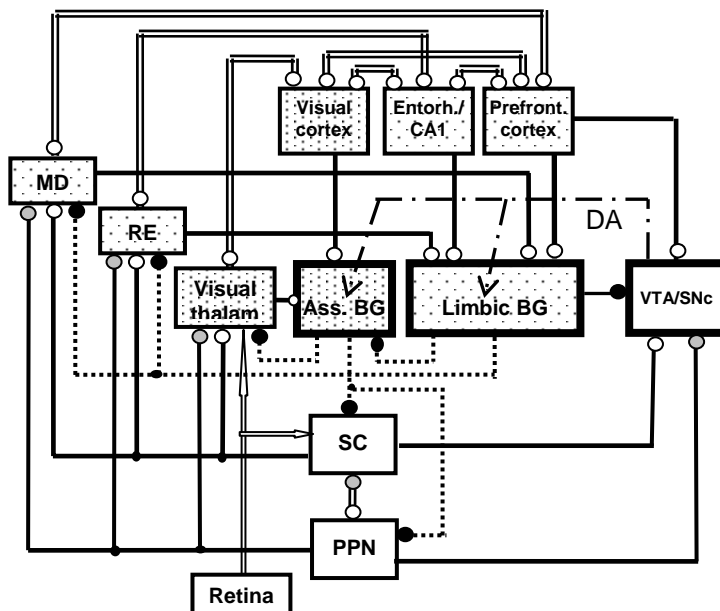 Visual
cortex
Entorh./
CA1
Prefront.
cortex
MD
RE
DA
Visual
thalam
Ass. BG
Limbic BG
VTA/SNc
SC
PPN
Retina